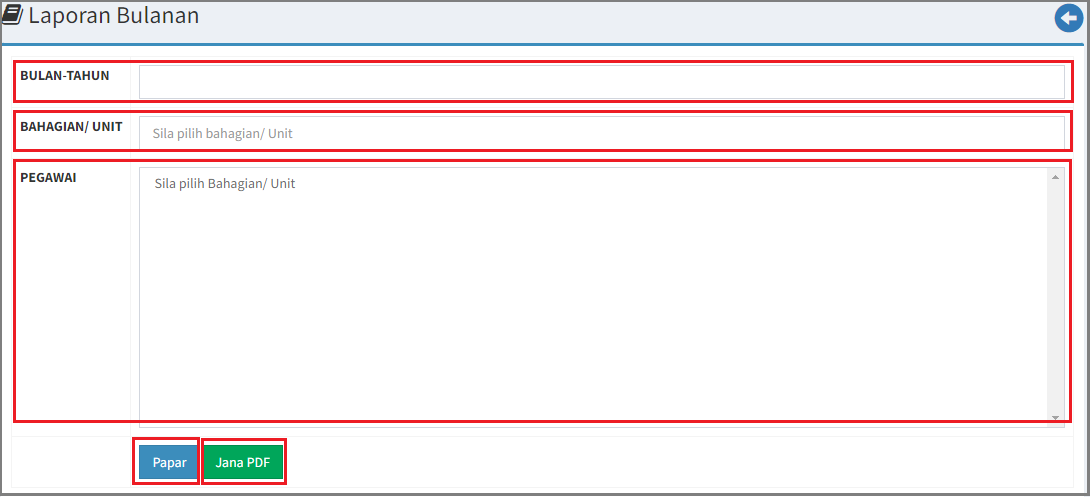 Laporan Bulanan
BULAN-TAHUN
BAHAGIAN/ UNIT
Sila pilih bahagian/ Unit
PEGAWAI
Sila pilih Bahagian/ Unit
Papar
Jana PDF